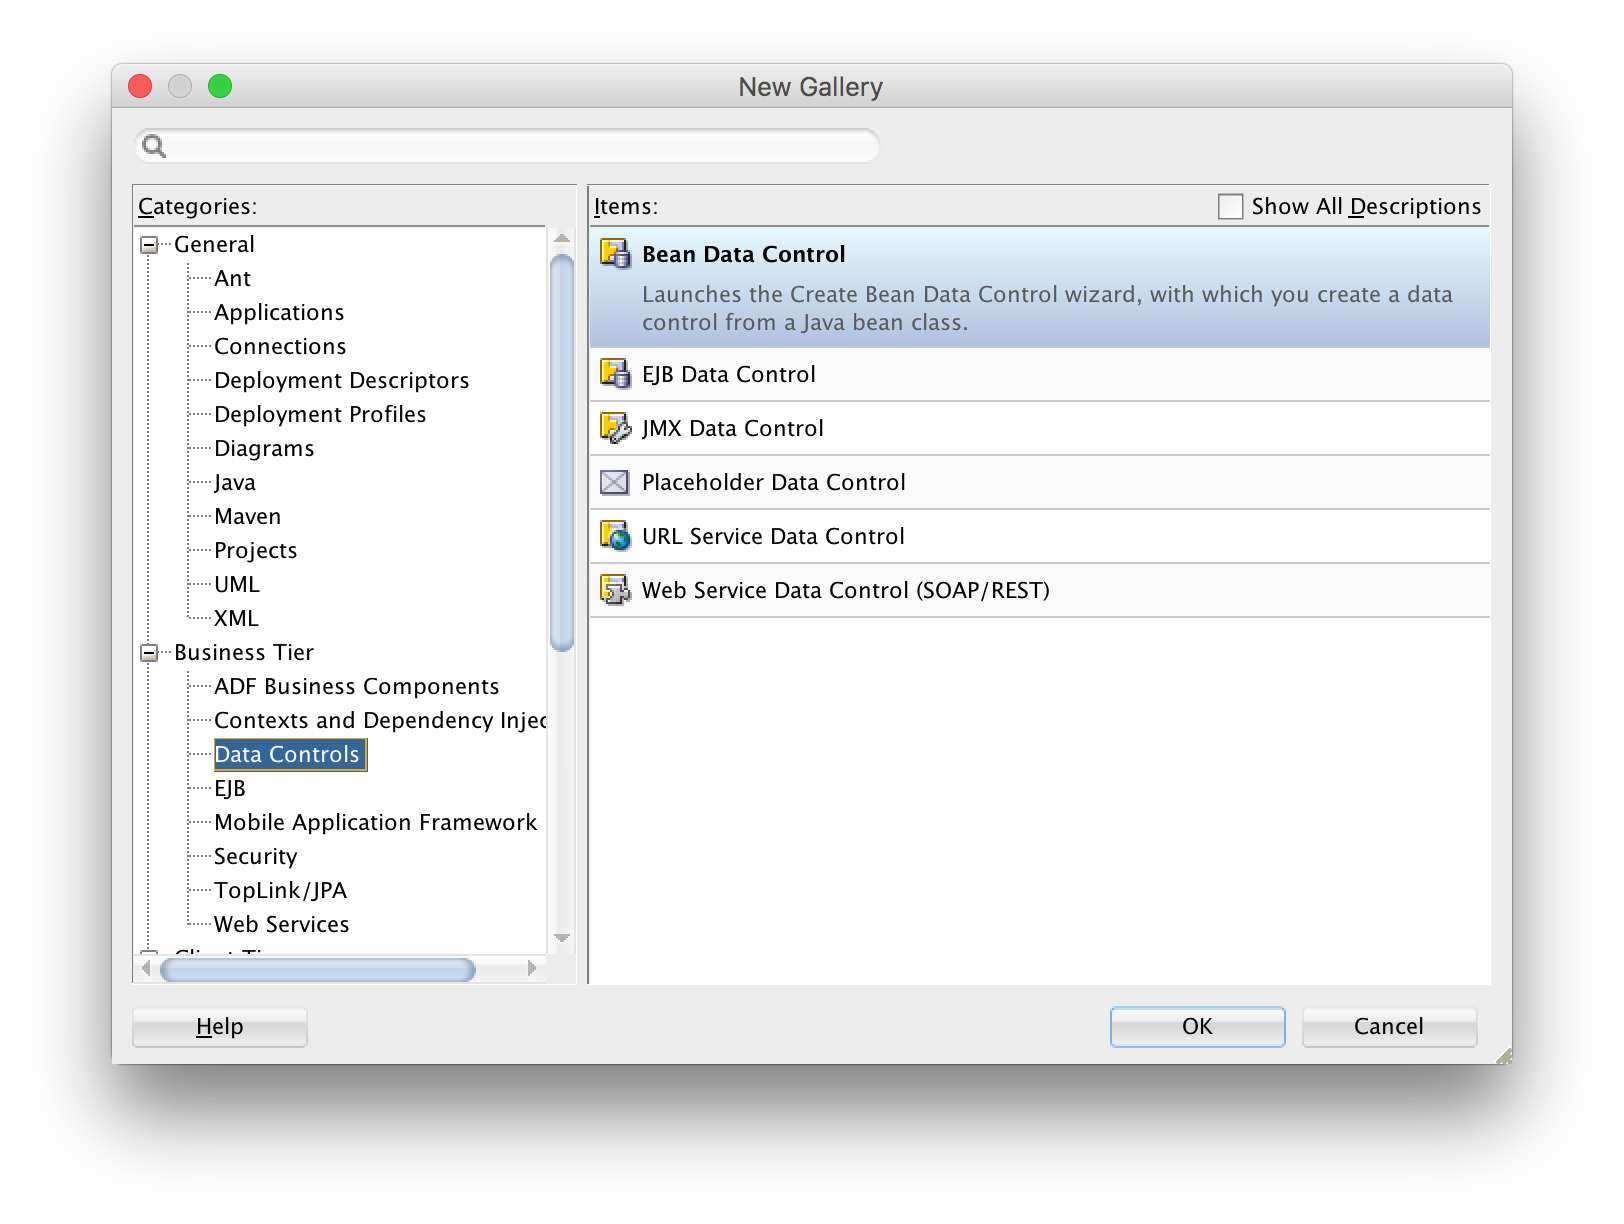 New Gallery
Categories:
General
Ant
Applications
Connections
Deployment Descriptors
Deployment Profiles
Diagrams
Java
Maven
Projects
UML
XML
Business Tier
ADF Business Components
Contexts and Dependency Injec
Data Controls
EJB
Mobile Application Framework
Security
TopLink/JPA
Web Services
Items:
Show All Descriptions
Bean Data Control
Launches the Create Bean Data Control wizard, with which you create a data
control from a Java bean class.
EJB Data Control
JMX Data Control
Placeholder Data Control
URL Service Data Control
Web Service Data Control (SOAP/REST)
Help
OK
Cancel